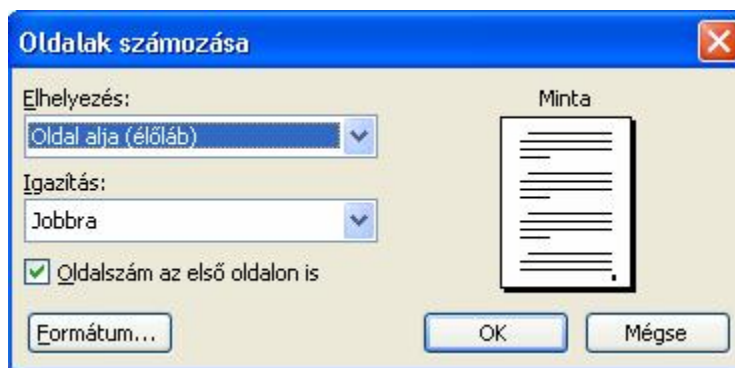 Oldalak számozása
Elhelyezés:
Oldal alja (élőláb)
Igazítás:
Jobbra
Oldalszám az első oldalon is
Formátum...
Minta
OK
Mégse